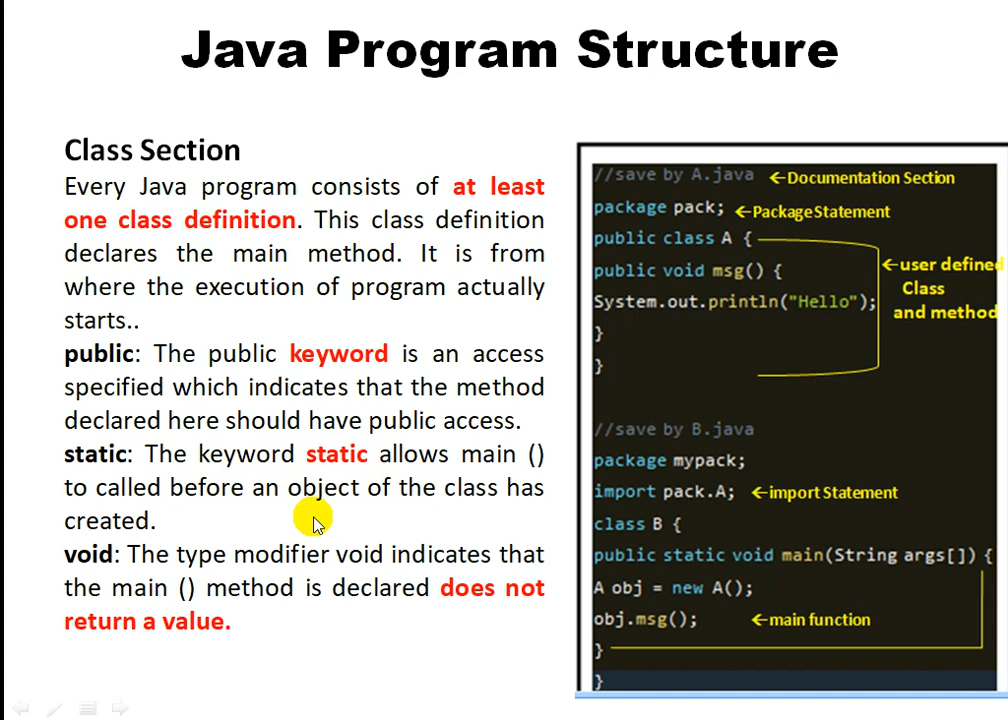 Java Program Structure
Class Section
Every Java program consists of at least
one class definition. This class definition
declares the main method. It is from
where the execution of program actually
starts..
public: The public keyword is an access
specified which indicates that the method
declared here should have public access.
static: The keyword static allows main ()
to called before an object of the class has
created.
void: The type modifier void indicates that
the main () method is declared does not
return a value.
//save by A.java ←Documentation Section
package pack; ←Package Statement
public class A {
public void msg() {
System.out.println("Hello");
}
}
←user defined
Class
and method
//save by B.java
package mypack;
import pack.A; ←import Statement
class B {
public static void main(String args[]) {
A obj = new A();
obj.msg(); ←main function
}
}